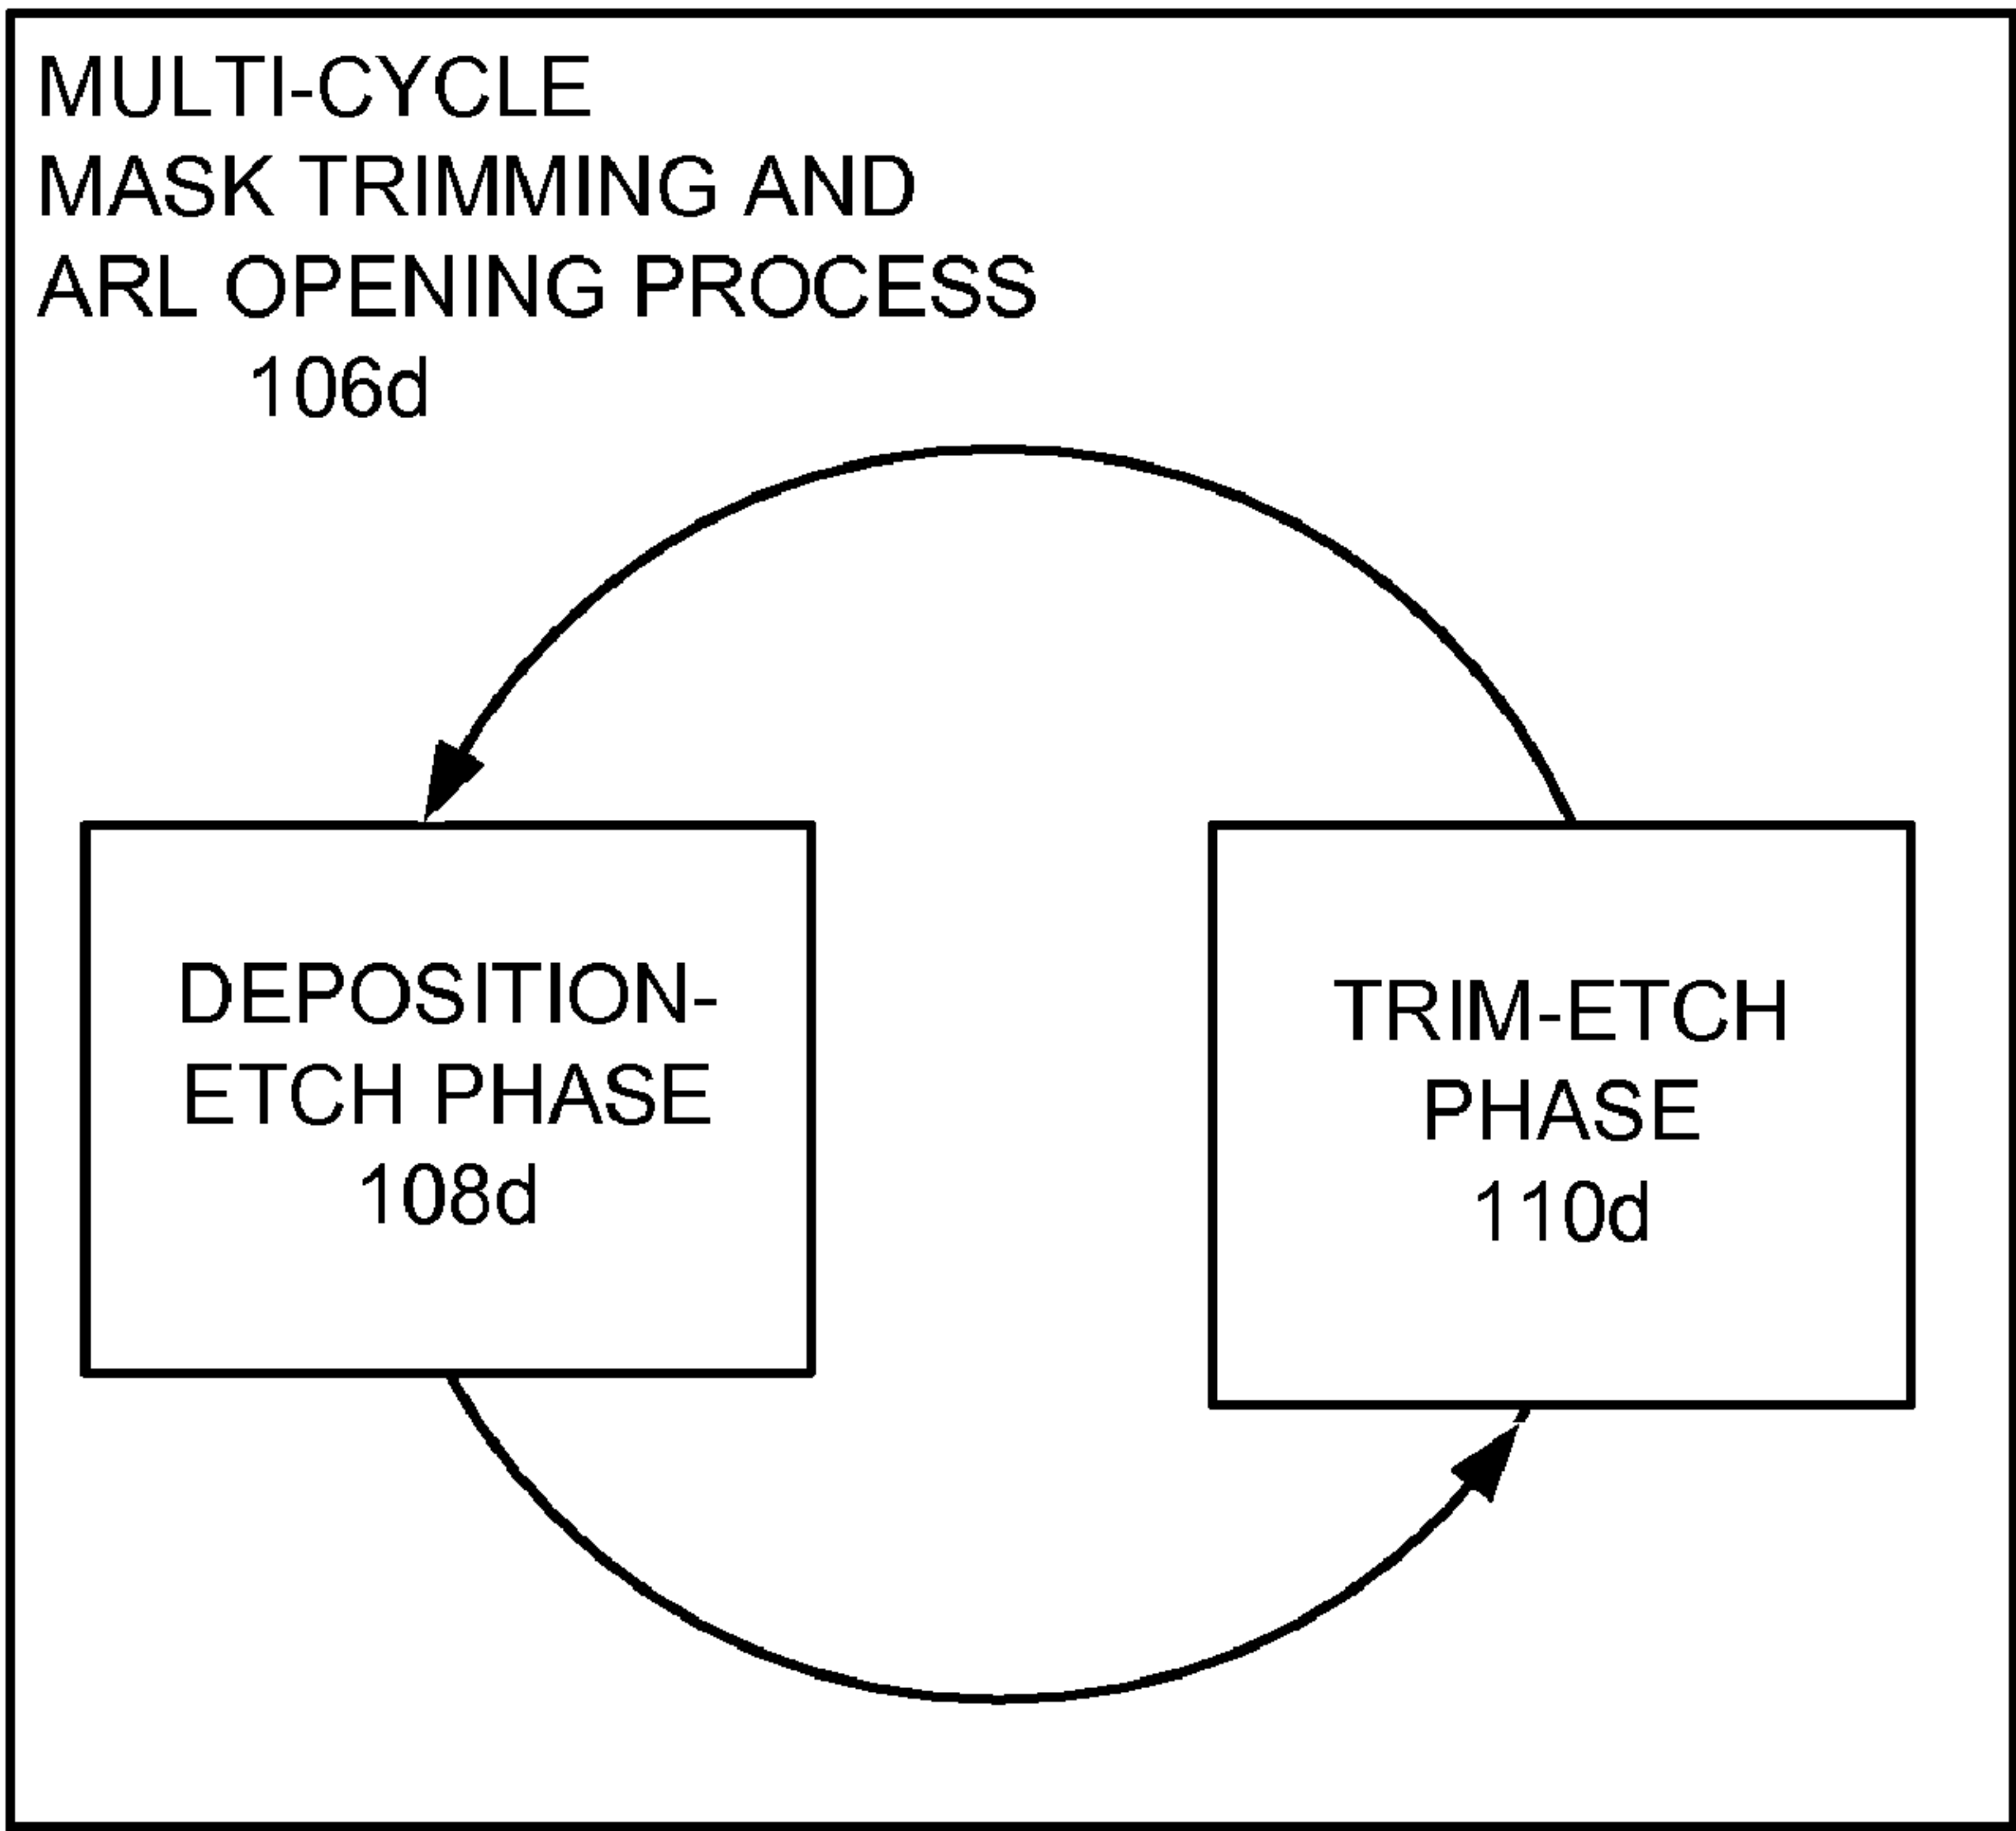 MULTI-CYCLE
MASK TRIMMING AND
ARL OPENING PROCESS
106d
DEPOSITION-
ETCH PHASE
108d
TRIM-ETCH
PHASE
110d